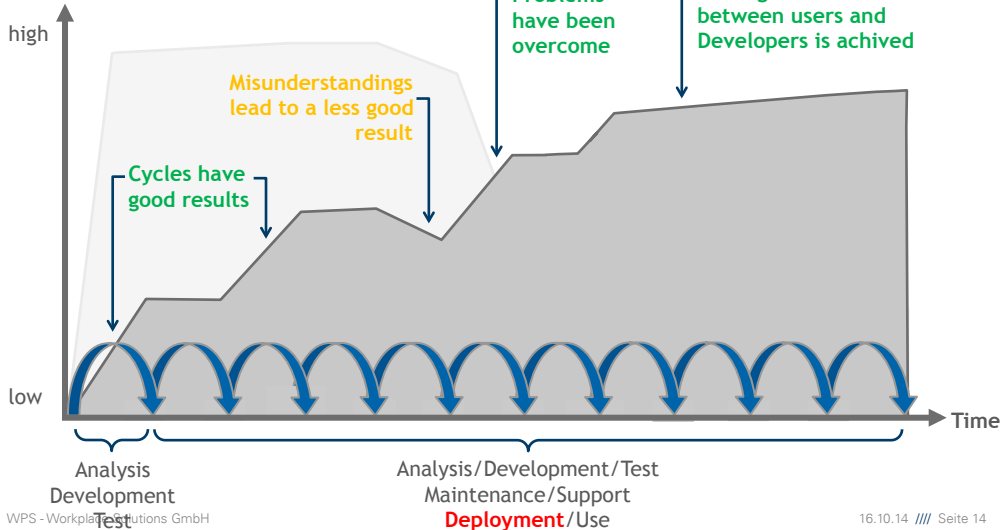 high
Problems
have been
overcome
between users and
Developers is achived
Misunderstandings
lead to a less good
result
Cycles have
good results
low
Time
Analysis
Development
Test
Analysis/Development/Test
Maintenance/Support
Deployment/Use
WPS - Workplace Solutions GmbH
16.10.14 //// Seite 14